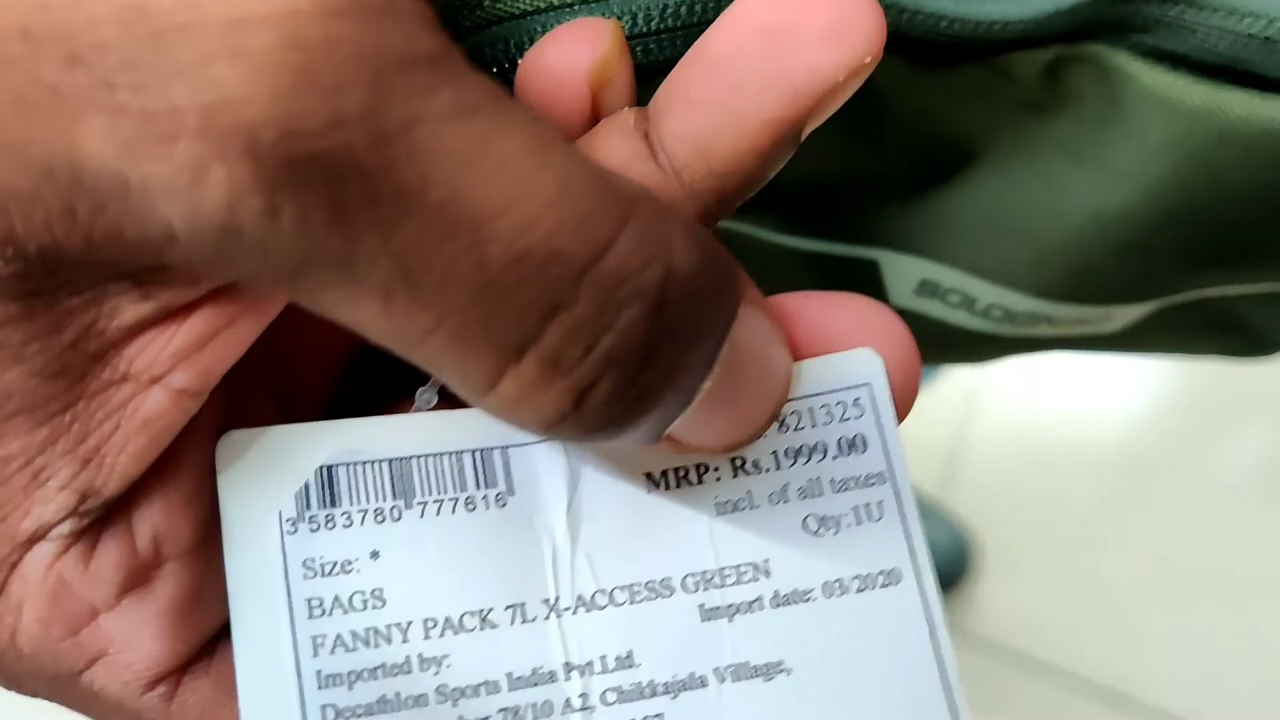 SOLOGNAC
821325
MRP: Rs.1999.00
incl. of all taxes
Qty:1U
3 583780 777616
Size: *
BAGS
FANNY PACK 7L X-ACCESS GREEN
Import date: 03/2020
Imported by:
Decathlon Sports India Pvt.Ltd.
78/10 A2, Chikkajala Village,